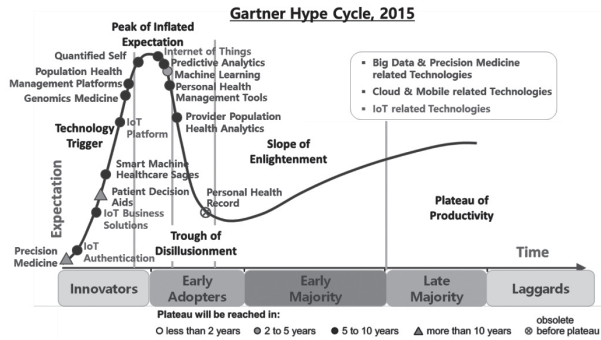 Gartner Hype Cycle, 2015
Peak of Inflated
Expectation
Quantified Self
Internet of Things
Predictive Analytics
Population Health
Management Platforms
Machine Learning
Genomics Medicine
Personal Health
Management Tools
Big Data & Precision Medicine
related Technologies
Cloud & Mobile related Technologies
IoT related Technologies
Technology
Trigger
IoT
Platform
Provider Population
Health Analytics
Slope of
Enlightenment
Smart Machine
Healthcare Sages
Patient Decision
Aids
IoT Business
Solutions
Personal Health
Record
Plateau of
Productivity
Expectation
Trough of
Disillusionment
Precision
Medicine
IoT
Authentication
Time
Innovators
Early
Adopters
Early
Majority
Late
Majority
Laggards
Plateau will be reached in:
less than 2 years
2 to 5 years
5 to 10 years
more than 10 years
obsolete
before plateau